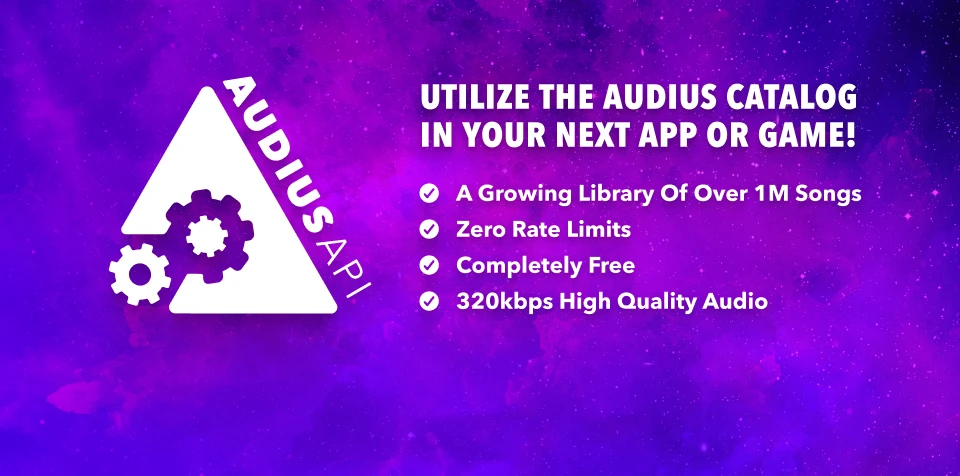 AUDIUS API
UTILIZE THE AUDIUS CATALOG
IN YOUR NEXT APP OR GAME!
A Growing Library Of Over 1M Songs
Zero Rate Limits
Completely Free
320kbps High Quality Audio